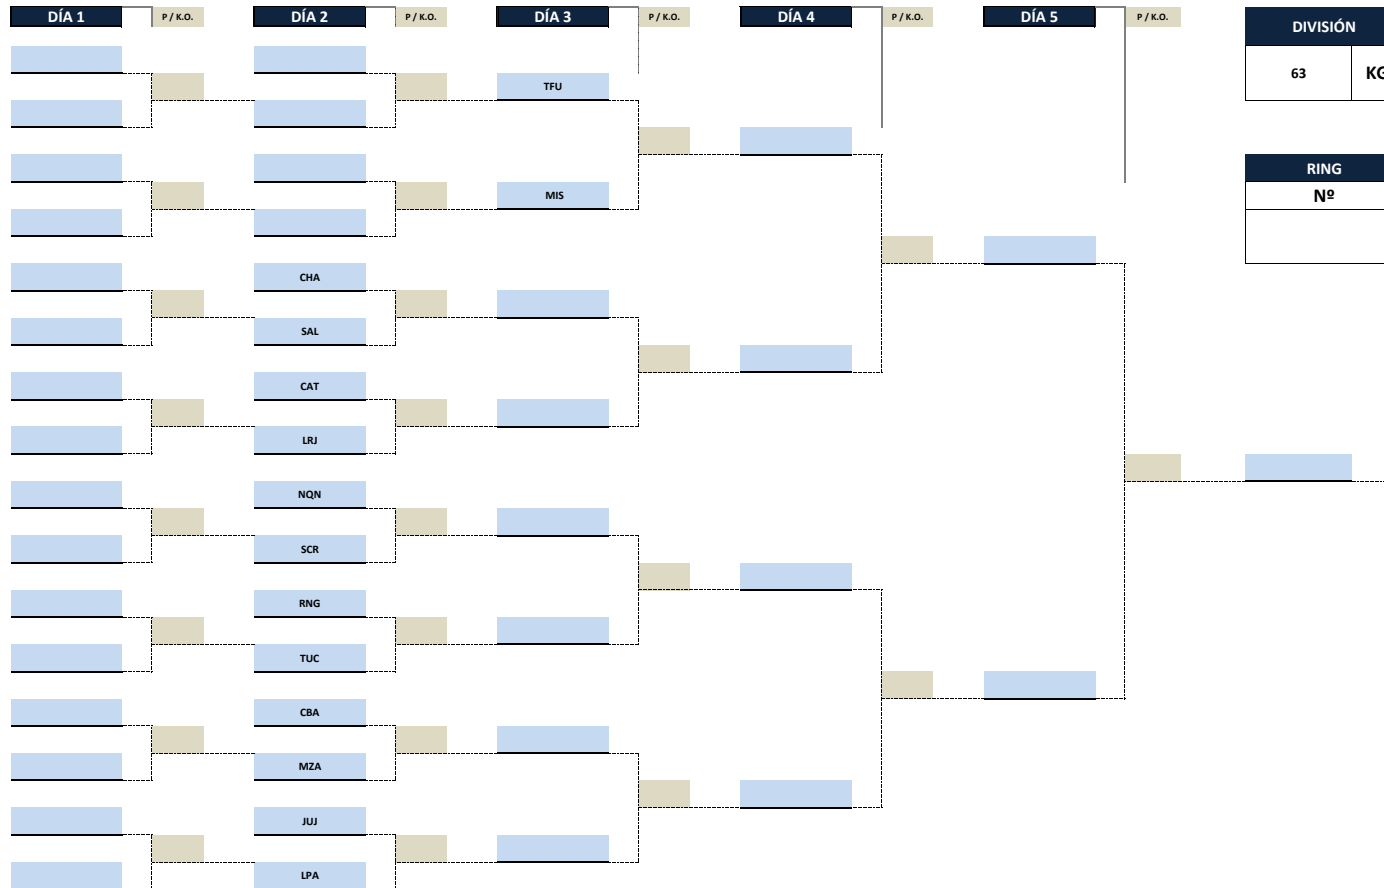 DÍA 1 P / K.O. DÍA 2 P / K.O. DÍA 3 P / K.O. DÍA 4 P / K.O. DÍA 5 P / K.O. DIVISIÓN
63 KG
TFU
RING
MIS Nº
CHA
SAL
CAT
LRJ
NQN
SCR
RNG
TUC
CBA
MZA
JUJ
LPA